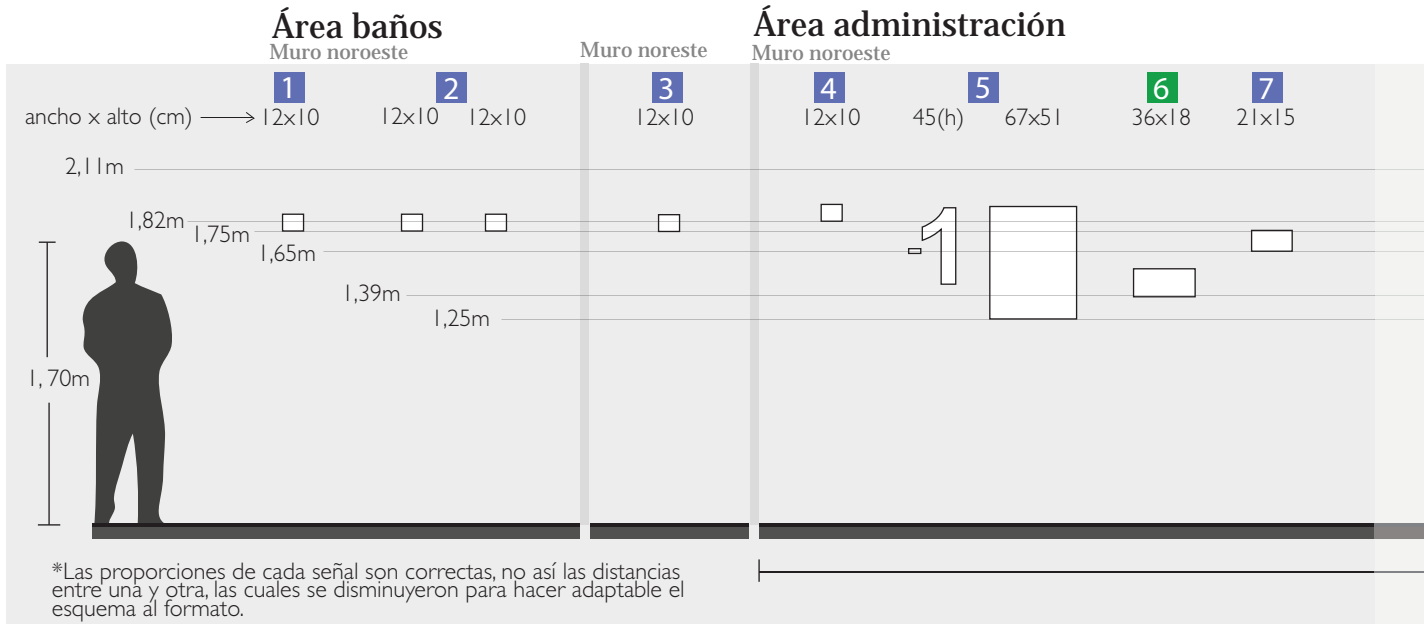 Área baños
Área administración
Muro noroeste
Muro noreste
Muro noroeste
1
2
3
4
5
6
7
ancho x alto (cm)
12x10
12x10
12x10
12x10
12x10
45(h)
67x51
36x18
21x15
2,11m
1,82m
1,75m
1,65m
1,39m
1,25m
-1
1,70m
*Las proporciones de cada señal son correctas, no así las distancias
entre una y otra, las cuales se disminuyeron para hacer adaptable el
esquema al formato.